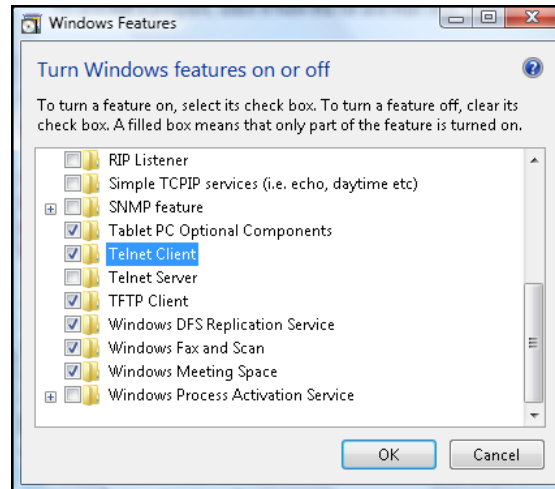 Windows Features
Turn Windows features on or off
To turn a feature on, select its check box. To turn a feature off, clear its
check box. A filled box means that only part of the feature is turned on.
RIP Listener
Simple TCPIP services (i.e. echo, daytime etc)
SNMP feature
Tablet PC Optional Components
Telnet Client
Telnet Server
TFTP Client
Windows DFS Replication Service
Windows Fax and Scan
Windows Meeting Space
Windows Process Activation Service
OK Cancel